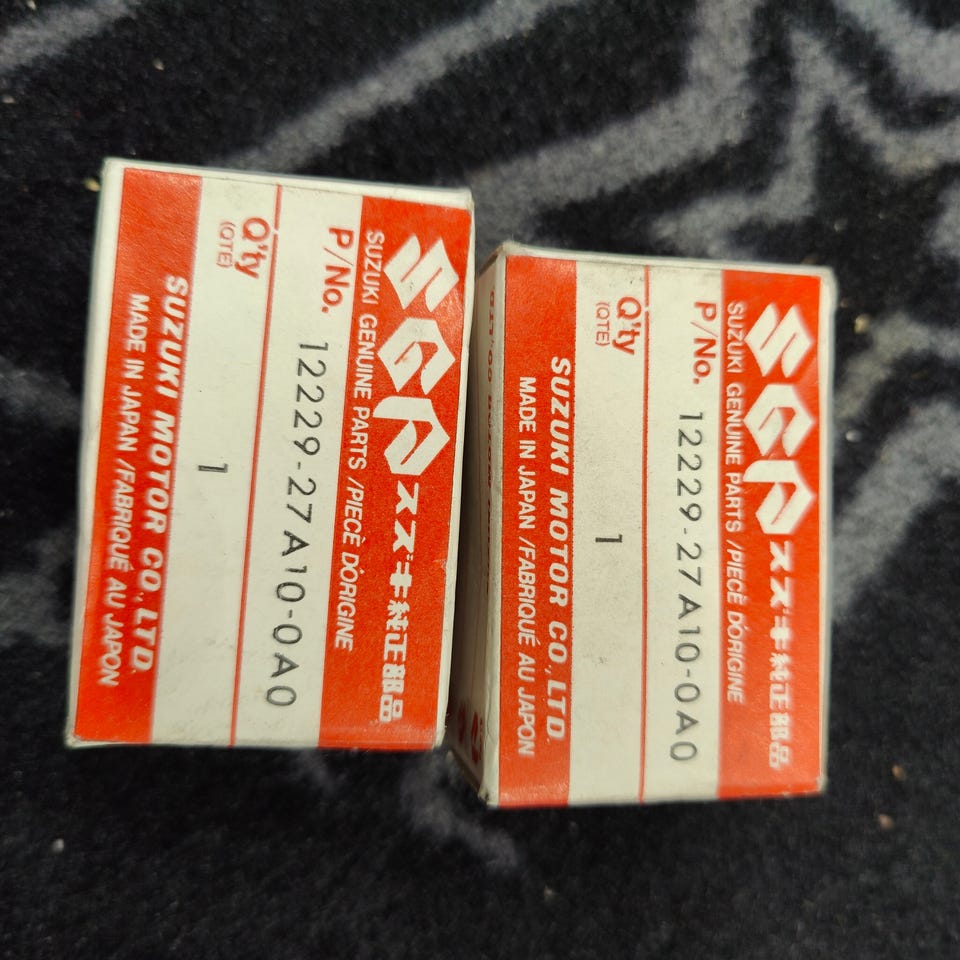 SGP スズキ純正部品
SUZUKI GENUINE PARTS /PIECÈ D'ORIGINE
P/No. 12229-27A10-0A0
Q'ty 1
(QTE)
SUZUKI MOTOR CO.,LTD.
MADE IN JAPAN /FABRIQUÉ AU JAPON
SGP スズキ純正部品
SUZUKI GENUINE PARTS /PIECÈ D'ORIGINE
P/No. 12229-27A10-0A0
Q'ty 1
(QTE)
SUZUKI MOTOR CO.,LTD.
MADE IN JAPAN /FABRIQUÉ AU JAPON